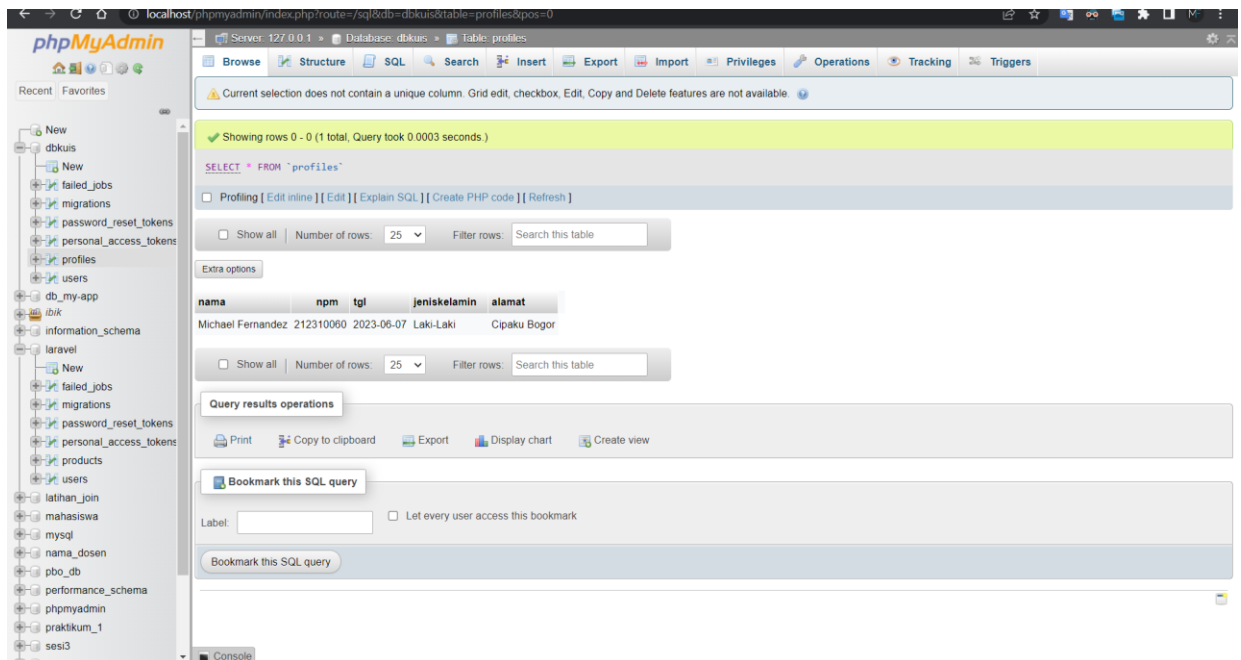 localhost/phpmyadmin/index.php?route=/sql&db=dbkuis&table=profiles&pos=0
phpMyAdmin
Recent Favorites
New
dbkuis
New
failed_jobs
migrations
password_reset_tokens
personal_access_tokens
profiles
users
db_my-app
ibik
information_schema
laravel
New
failed_jobs
migrations
password_reset_tokens
personal_access_tokens
products
users
latihan_join
mahasiswa
mysql
nama_dosen
pbo_db
performance_schema
phpmyadmin
praktikum_1
sesi3
Server: 127.0.0.1 » Database: dbkuis » Table: profiles
Browse Structure SQL Search Insert Export Import Privileges Operations Tracking Triggers
Current selection does not contain a unique column. Grid edit, checkbox, Edit, Copy and Delete features are not available.
Showing rows 0 - 0 (1 total, Query took 0.0003 seconds.)
SELECT * FROM `profiles`
Profiling [ Edit inline ] [ Edit ] [ Explain SQL ] [ Create PHP code ] [ Refresh ]
Show all | Number of rows: 25 Filter rows: Search this table
Extra options
nama npm tgl jeniskelamin alamat
Michael Fernandez 212310060 2023-06-07 Laki-Laki Cipaku Bogor
Show all | Number of rows: 25 Filter rows: Search this table
Query results operations
Print Copy to clipboard Export Display chart Create view
Bookmark this SQL query
Label: Let every user access this bookmark
Bookmark this SQL query
Console